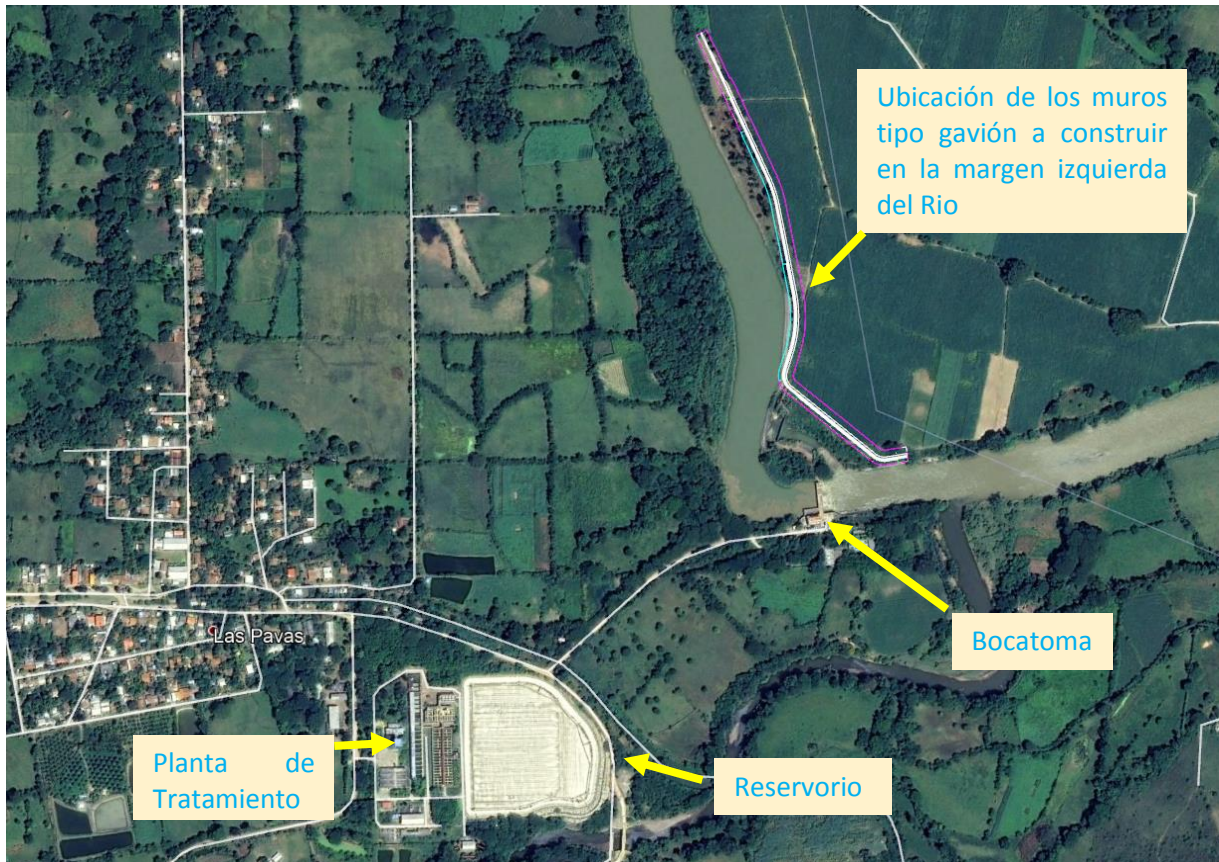 Ubicación de los muros
tipo gavión a construir
en la margen izquierda
del Rio
Las Pavas
Bocatoma
Planta de
Tratamiento
Reservorio